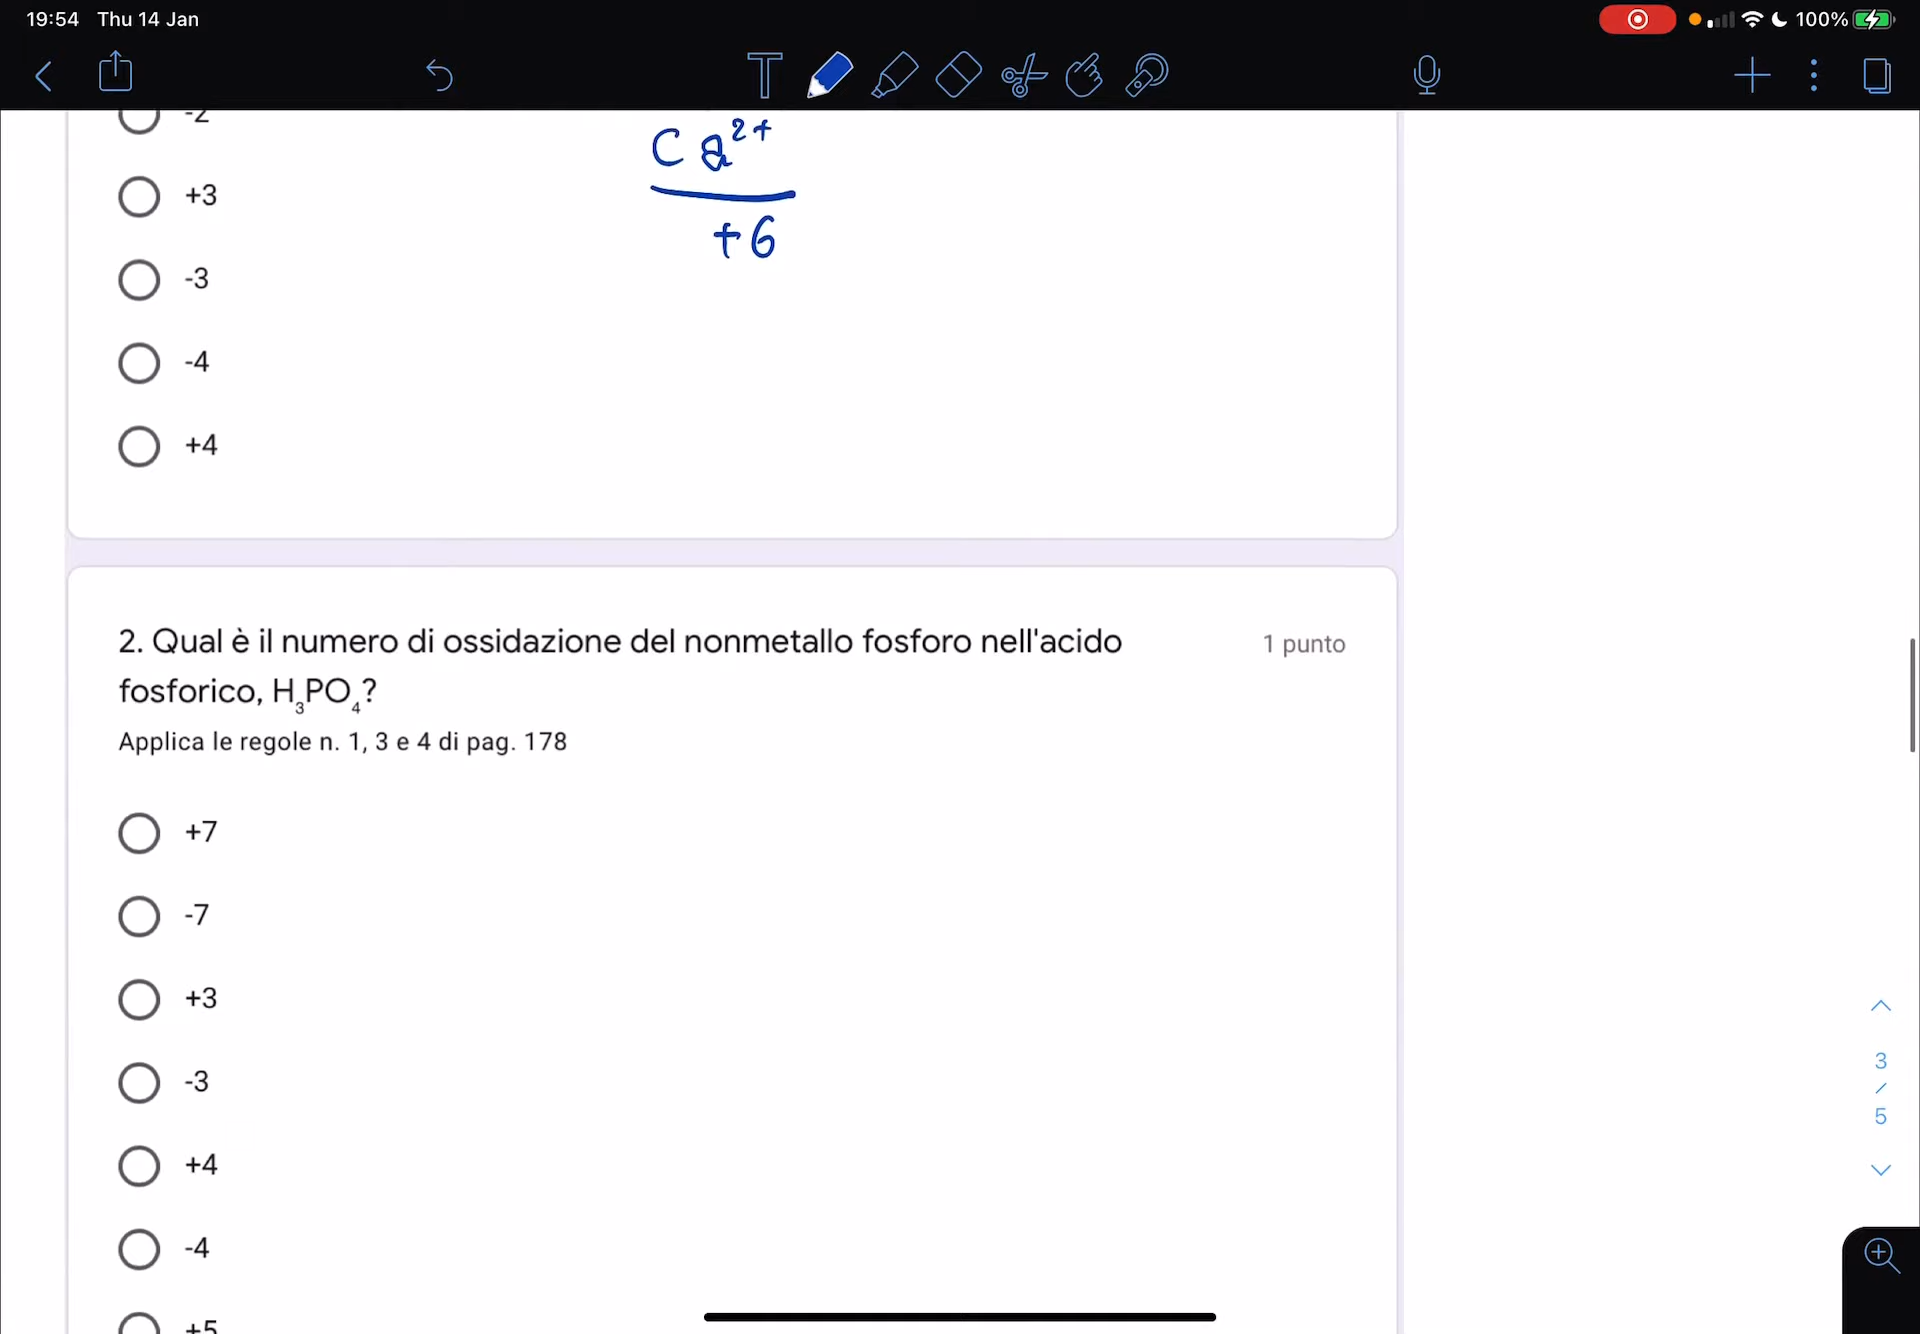 19:54 Thu 14 Jan
100%
-2
Ca²⁺
+3
+6
-3
-4
+4
2. Qual è il numero di ossidazione del nonmetallo fosforo nell'acido
1 punto
fosforico, H₃PO₄?
Applica le regole n. 1, 3 e 4 di pag. 178
+7
-7
+3
-3
+4
-4
+5
3
/
5